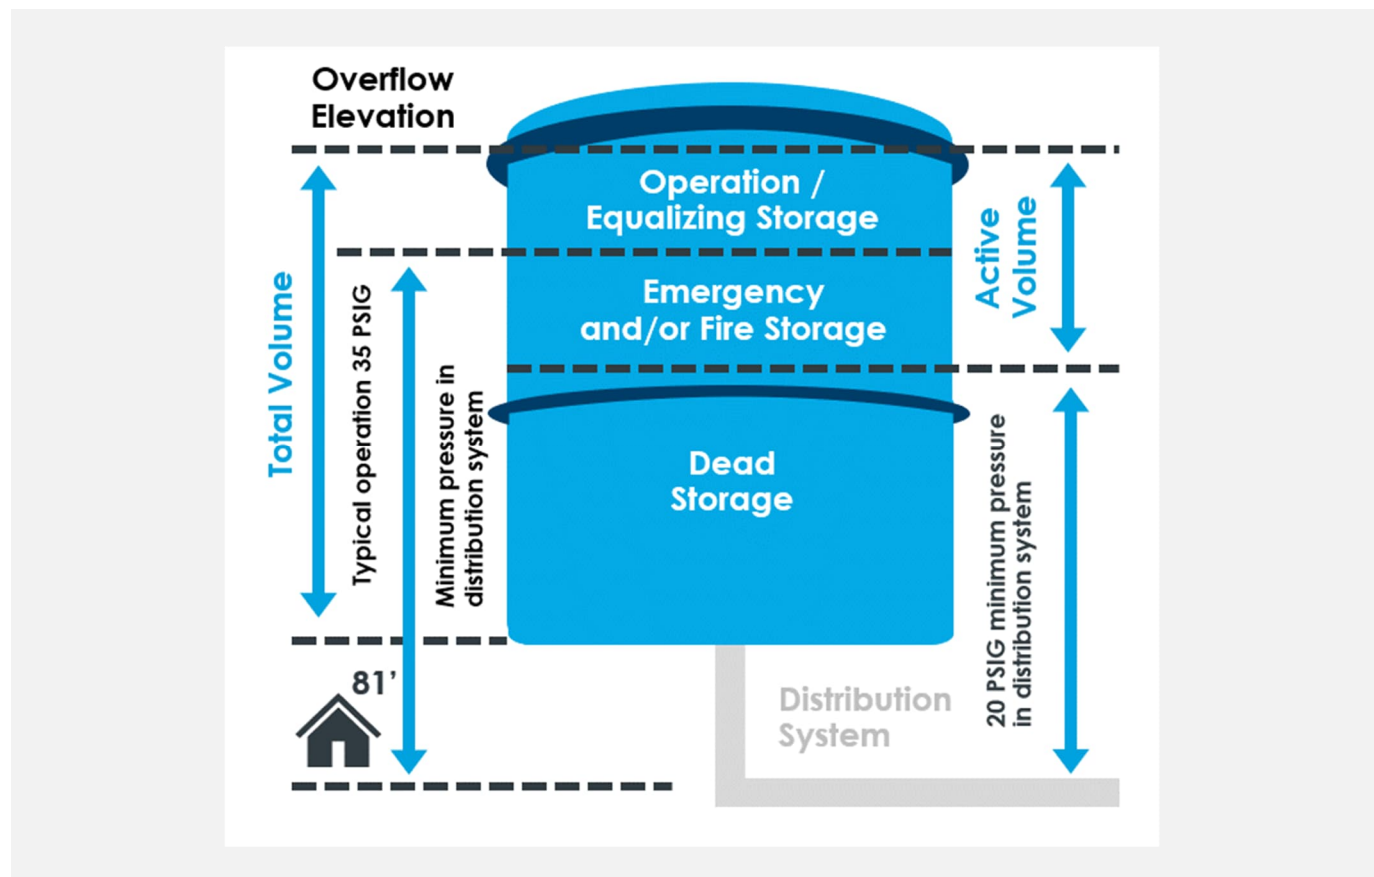 Overflow
Elevation
Operation /
Equalizing Storage
Emergency
and/or Fire Storage
Dead
Storage
Total Volume
Typical operation 35 PSIG
Minimum pressure in
distribution system
Active
Volume
20 PSIG minimum pressure
in distribution system
81’
Distribution
System